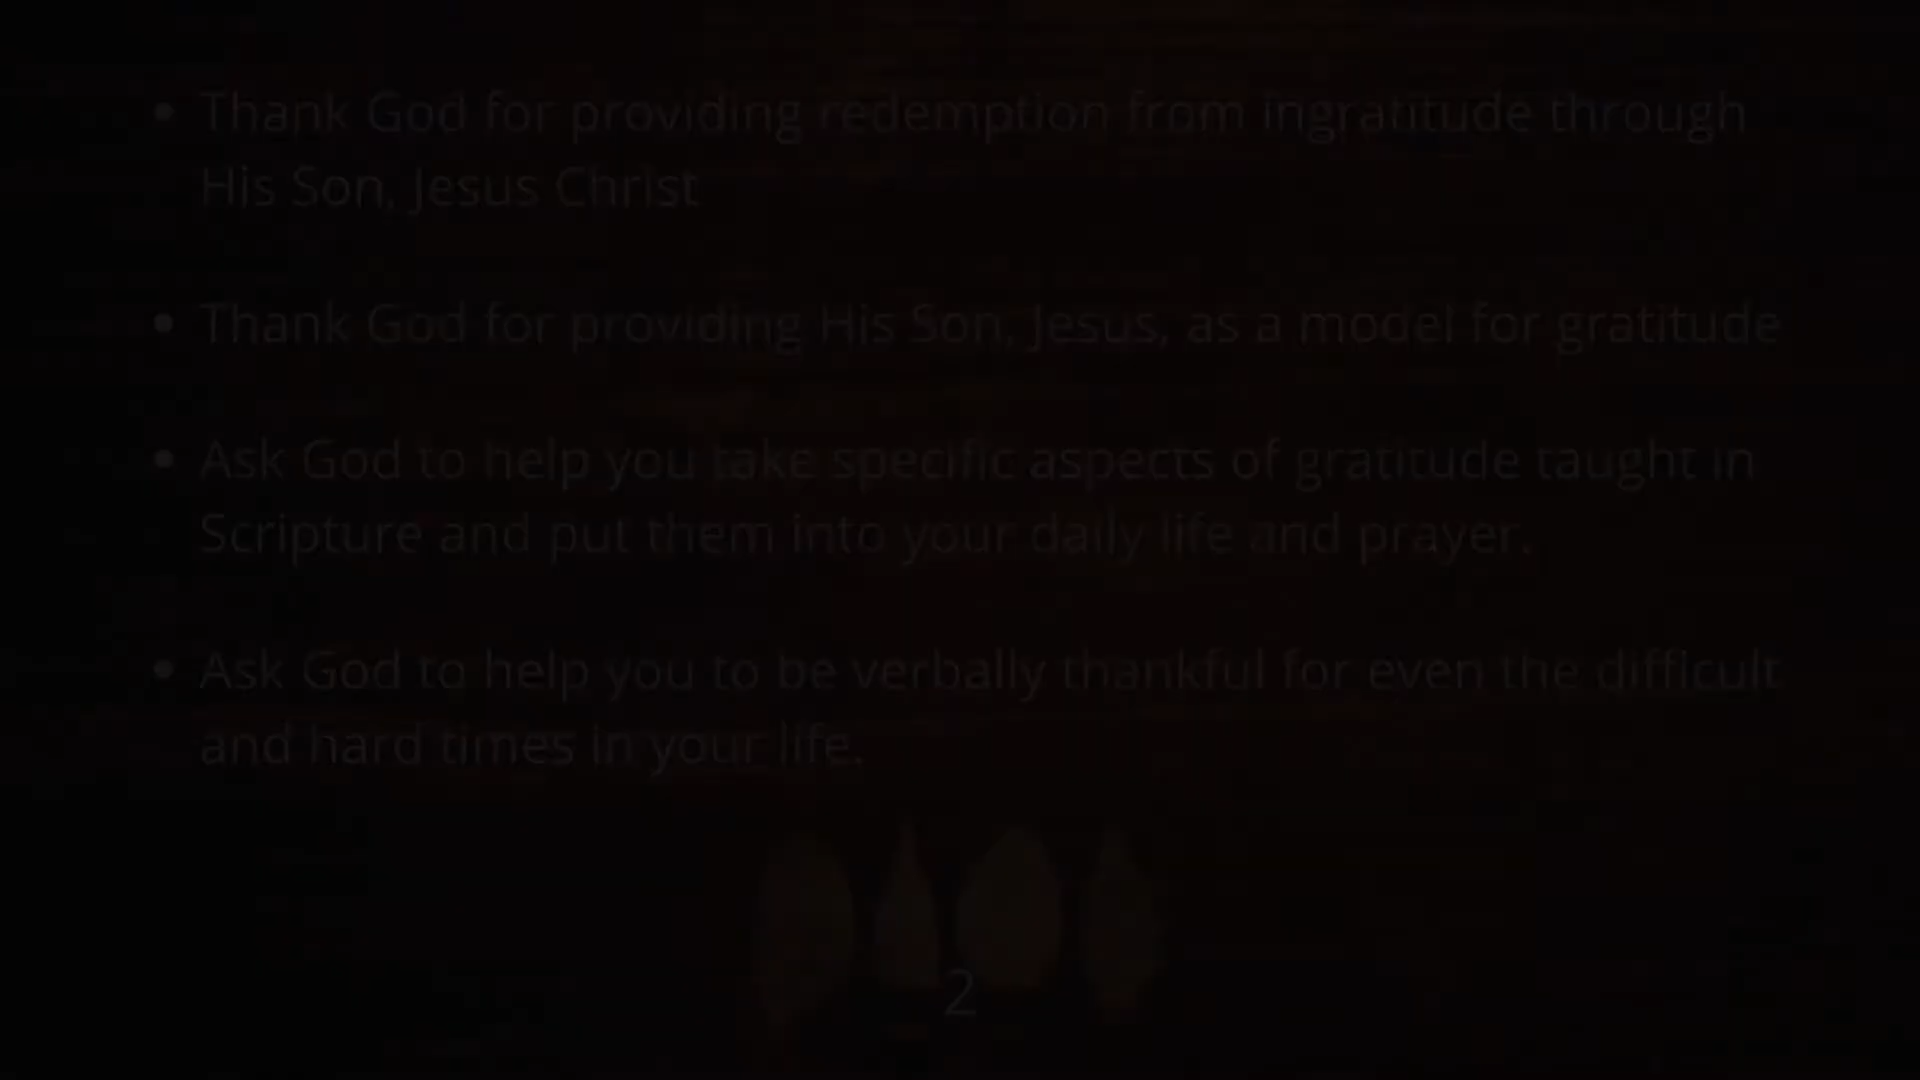 • Thank God for providing redemption from ingratitude through
His Son, Jesus Christ
• Thank God for providing His Son, Jesus, as a model for gratitude
• Ask God to help you take specific aspects of gratitude taught in
Scripture and put them into your daily life and prayer.
• Ask God to help you to be verbally thankful for even the difficult
and hard times in your life.
2